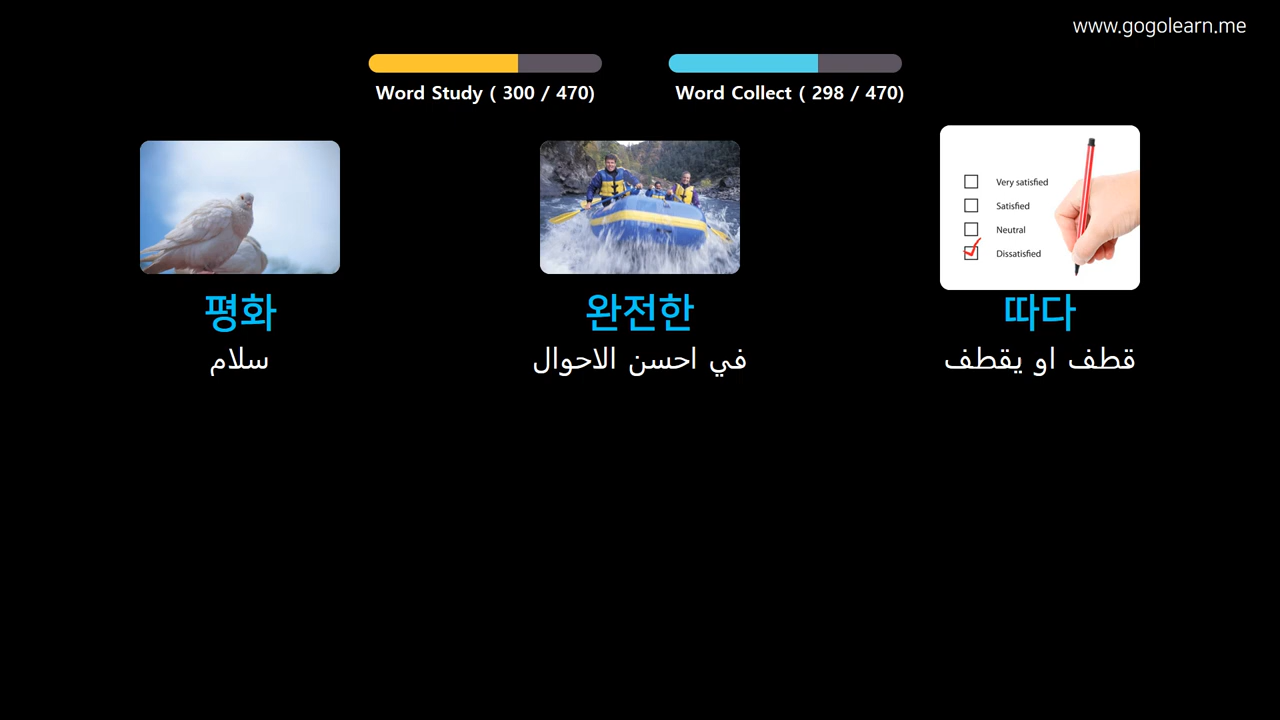 www.gogolearn.me
Word Study ( 300 / 470)
Word Collect ( 298 / 470)
Very satisfied
Satisfied
Neutral
Dissatisfied
평화
완전한
따다
سلام
في احسن الاحوال
قطف او يقطف